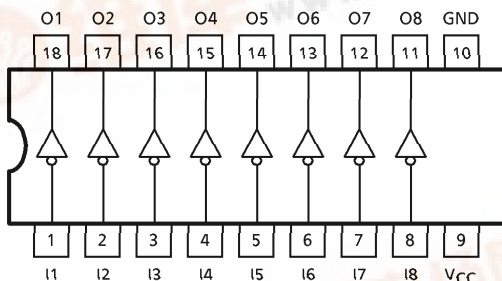 O1 O2 O3 O4 O5 O6 O7 O8 GND
18 17 16 15 14 13 12 11 10
1 2 3 4 5 6 7 8 9
I1 I2 I3 I4 I5 I6 I7 I8 VCC